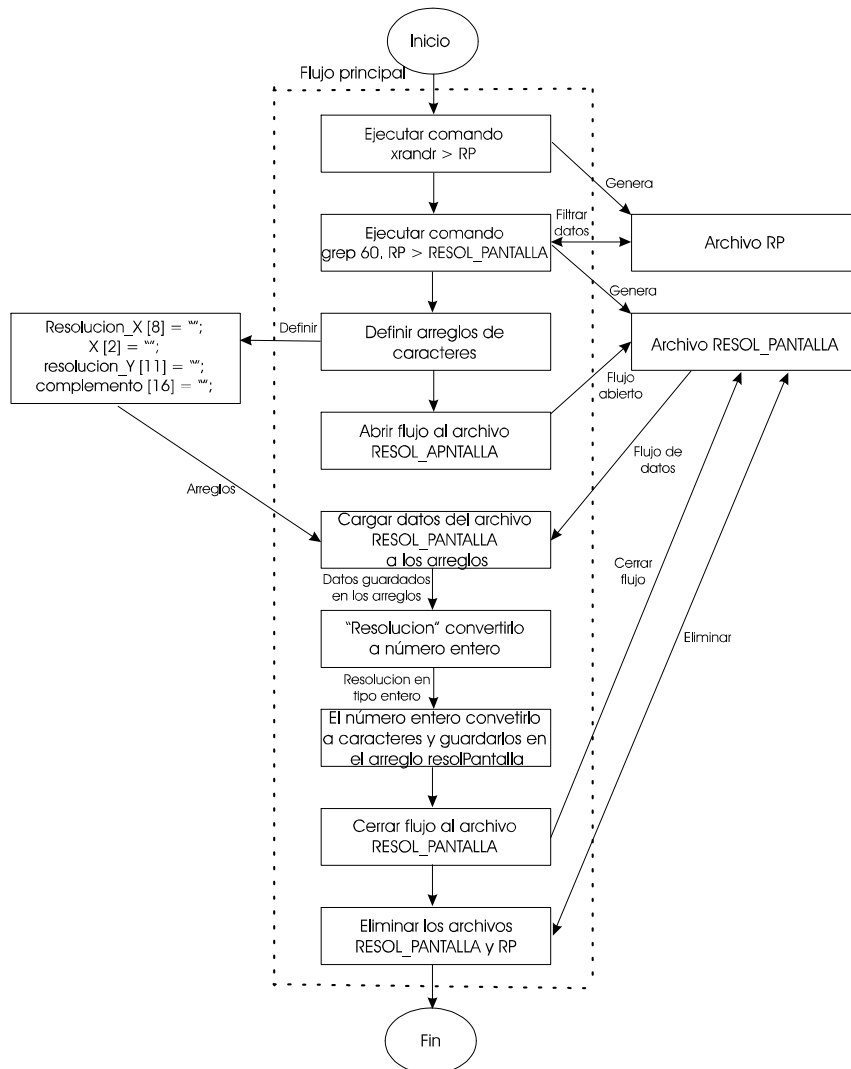 Inicio
Flujo principal
Ejecutar comando
xrandr > RP
Genera
Ejecutar comando
grep 60, RP > RESOL_PANTALLA
Filtrar
datos
Archivo RP
Genera
Resolucion_X [8] = “”;
X [2] = “”;
resolucion_Y [11] = “”;
complemento [16] = “”;
Definir
Definir arreglos de
caracteres
Archivo RESOL_PANTALLA
Flujo
abierto
Abrir flujo al archivo
RESOL_APNTALLA
Flujo de
datos
Arreglos
Cargar datos del archivo
RESOL_PANTALLA
a los arreglos
Datos guardados
en los arreglos
Cerrar
flujo
“Resolucion” convertirlo
a número entero
Eliminar
Resolucion en
tipo entero
El número entero convetirlo
a caracteres y guardarlos en
el arreglo resolPantalla
Cerrar flujo al archivo
RESOL_PANTALLA
Eliminar los archivos
RESOL_PANTALLA y RP
Fin